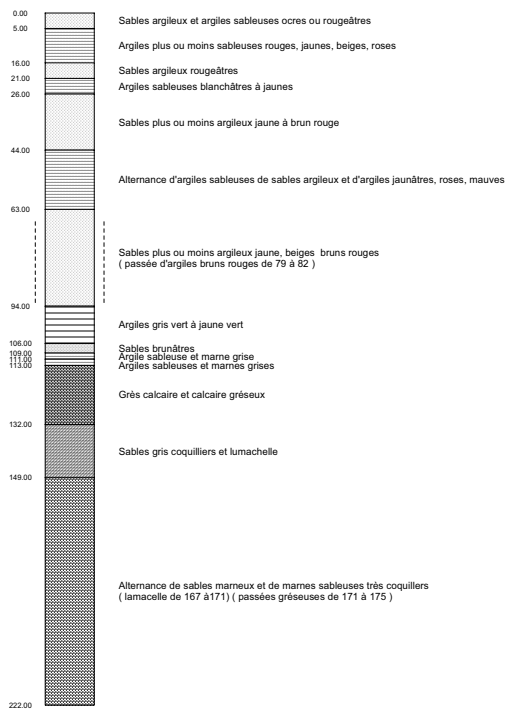 0.00
Sables argileux et argiles sableuses ocres ou rougeâtres
5.00
Argiles plus ou moins sableuses rouges, jaunes, beiges, roses
16.00
Sables argileux rougeâtres
21.00
Argiles sableuses blanchâtres à jaunes
26.00
Sables plus ou moins argileux jaune à brun rouge
44.00
Alternance d'argiles sableuses de sables argileux et d'argiles jaunâtres, roses, mauves
63.00
Sables plus ou moins argileux jaune, beiges bruns rouges
( passée d'argiles bruns rouges de 79 à 82 )
94.00
Argiles gris vert à jaune vert
106.00
Sables brunâtres
109.00
Argile sableuse et marne grise
111.00
Argiles sableuses et marnes grises
113.00
Grès calcaire et calcaire gréseux
132.00
Sables gris coquilliers et lumachelle
149.00
Alternance de sables marneux et de marnes sableuses très coquillers
( lamacelle de 167 à171) ( passées gréseuses de 171 à 175 )
222.00